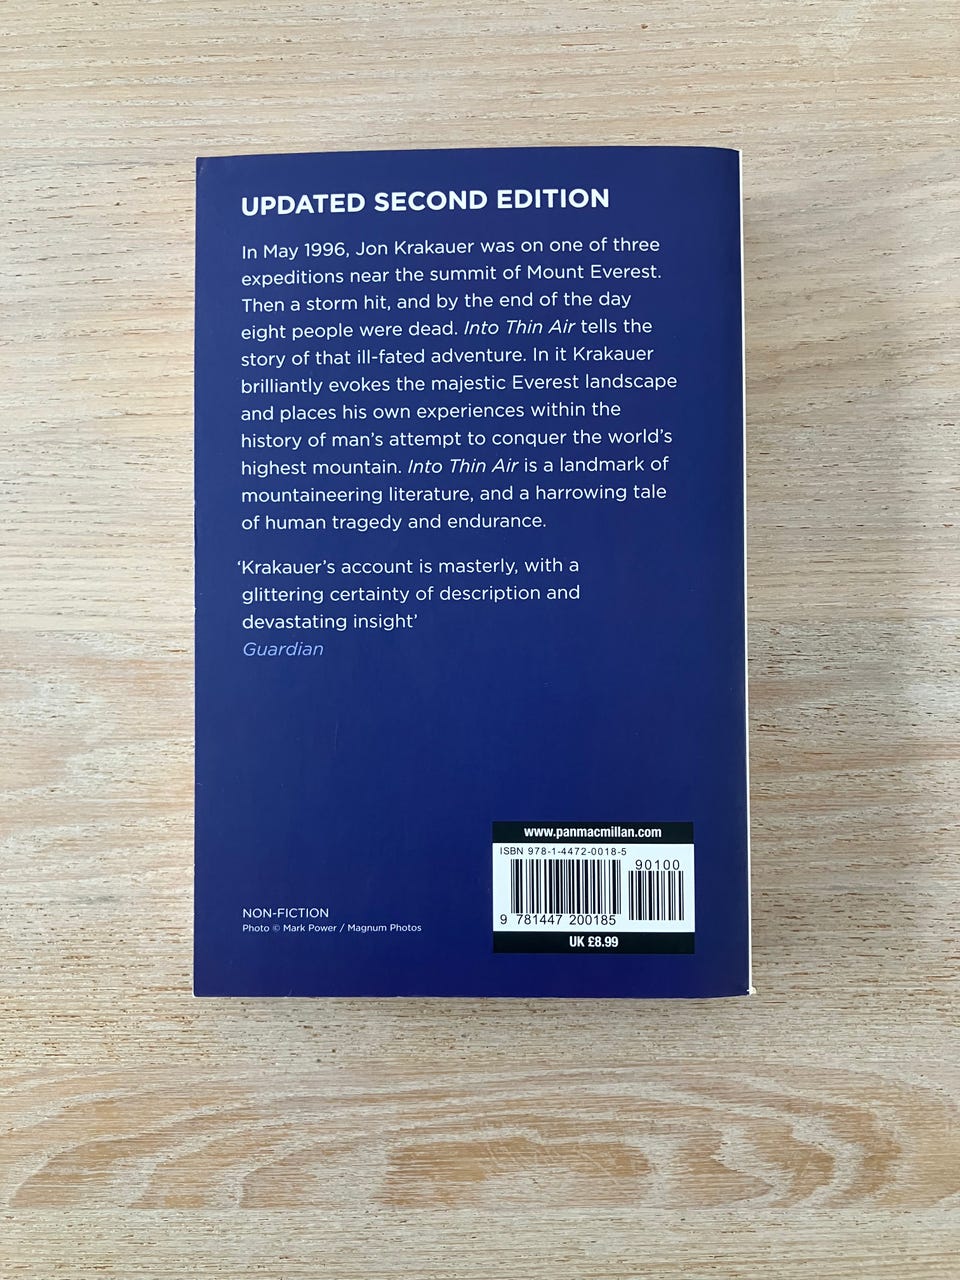 UPDATED SECOND EDITION
In May 1996, Jon Krakauer was on one of three
expeditions near the summit of Mount Everest.
Then a storm hit, and by the end of the day
eight people were dead. Into Thin Air tells the
story of that ill-fated adventure. In it Krakauer
brilliantly evokes the majestic Everest landscape
and places his own experiences within the
history of man's attempt to conquer the world's
highest mountain. Into Thin Air is a landmark of
mountaineering literature, and a harrowing tale
of human tragedy and endurance.
‘Krakauer’s account is masterly, with a
glittering certainty of description and
devastating insight’
Guardian
NON-FICTION
Photo © Mark Power / Magnum Photos
www.panmacmillan.com
ISBN 978-1-4472-0018-5
90100
9 781447 200185
UK £8.99